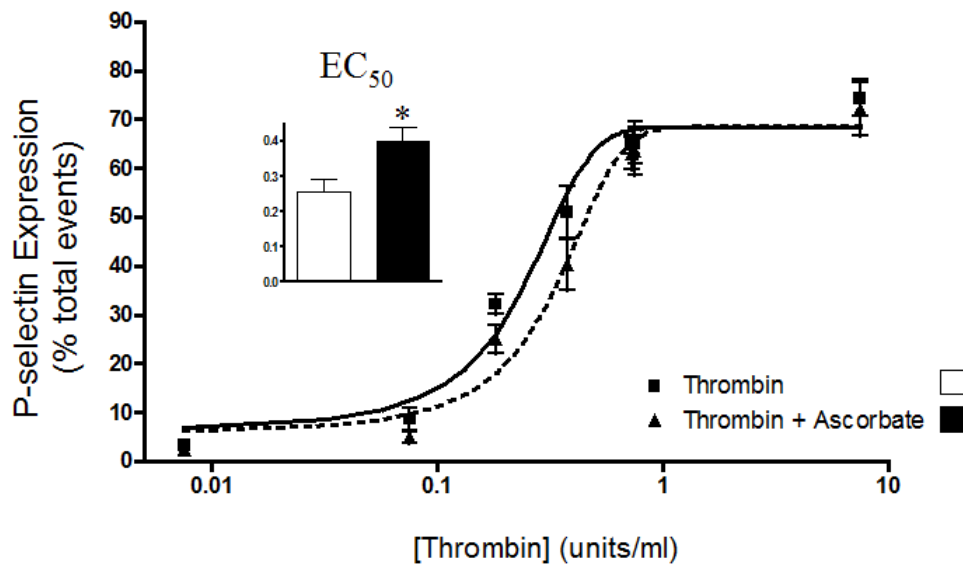 P-selectin Expression
(% total events)
90
80
70
60
50
40
30
20
10
0
EC50
*
0.4
0.3
0.2
0.1
0.0
Thrombin
Thrombin + Ascorbate
0.01 0.1 1 10
[Thrombin] (units/ml)